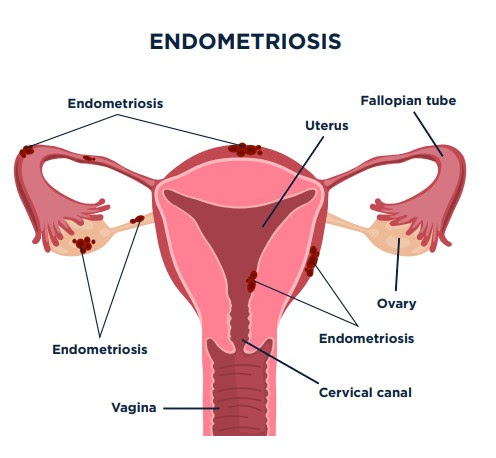 ENDOMETRIOSIS
Endometriosis
Fallopian tube
Uterus
Ovary
Endometriosis
Endometriosis
Cervical canal
Vagina